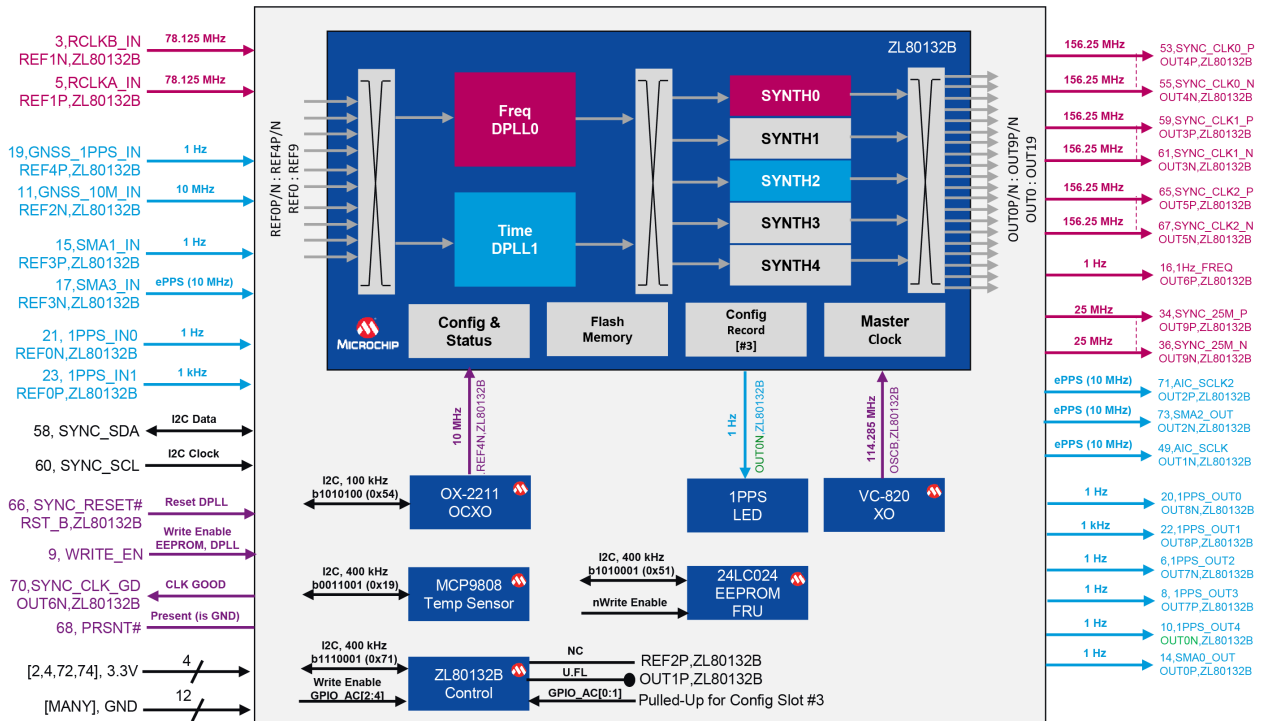 3,RCLKB_IN
REF1N,ZL80132B
78.125 MHz
5,RCLKA_IN
REF1P,ZL80132B
78.125 MHz
19,GNSS_1PPS_IN
REF4P,ZL80132B
1 Hz
11,GNSS_10M_IN
REF2N,ZL80132B
10 MHz
15,SMA1_IN
REF3P,ZL80132B
1 Hz
17,SMA3_IN
REF3N,ZL80132B
ePPS (10 MHz)
21, 1PPS_IN0
REF0N,ZL80132B
1 Hz
23, 1PPS_IN1
REF0P,ZL80132B
1 kHz
58, SYNC_SDA
I2C Data
60, SYNC_SCL
I2C Clock
66, SYNC_RESET#
RST_B,ZL80132B
Reset DPLL
9, WRITE_EN
Write Enable
EEPROM, DPLL
70,SYNC_CLK_GD
OUT6N,ZL80132B
CLK GOOD
68, PRSNT#
Present (is GND)
[2,4,72,74], 3.3V
4
[MANY], GND
12
ZL80132B
REF0P/N : REF4P/N
REF0 : REF9
Freq
DPLL0
Time
DPLL1
SYNTH0
SYNTH1
SYNTH2
SYNTH3
SYNTH4
OUT0P/N : OUT9P/N
OUT0 : OUT19
MICROCHIP
Config &
Status
Flash
Memory
Config
Record
[#3]
Master
Clock
10 MHz
REF4N,ZL80132B
1 Hz
OUT0N,ZL80132B
114.285 MHz
OSCB,ZL80132B
I2C, 100 kHz
b1010100 (0x54)
OX-2211
OCXO
1PPS
LED
VC-820
XO
I2C, 400 kHz
b0011001 (0x19)
MCP9808
Temp Sensor
I2C, 400 kHz
b1010001 (0x51)
nWrite Enable
24LC024
EEPROM
FRU
I2C, 400 kHz
b1110001 (0x71)
Write Enable
GPIO_AC[2:4]
ZL80132B
Control
NC
REF2P,ZL80132B
U.FL
OUT1P,ZL80132B
GPIO_AC[0:1]
Pulled-Up for Config Slot #3
156.25 MHz
53,SYNC_CLK0_P
OUT4P,ZL80132B
156.25 MHz
55,SYNC_CLK0_N
OUT4N,ZL80132B
156.25 MHz
59,SYNC_CLK1_P
OUT3P,ZL80132B
156.25 MHz
61,SYNC_CLK1_N
OUT3N,ZL80132B
156.25 MHz
65,SYNC_CLK2_P
OUT5P,ZL80132B
156.25 MHz
67,SYNC_CLK2_N
OUT5N,ZL80132B
1 Hz
16,1Hz_FREQ
OUT6P,ZL80132B
25 MHz
34,SYNC_25M_P
OUT9P,ZL80132B
25 MHz
36,SYNC_25M_N
OUT9N,ZL80132B
ePPS (10 MHz)
71,AIC_SCLK2
OUT2P,ZL80132B
ePPS (10 MHz)
73,SMA2_OUT
OUT2N,ZL80132B
ePPS (10 MHz)
49,AIC_SCLK
OUT1N,ZL80132B
1 Hz
20,1PPS_OUT0
OUT8N,ZL80132B
1 kHz
22,1PPS_OUT1
OUT8P,ZL80132B
1 Hz
6,1PPS_OUT2
OUT7N,ZL80132B
1 Hz
8, 1PPS_OUT3
OUT7P,ZL80132B
1 Hz
10,1PPS_OUT4
OUT0N,ZL80132B
1 Hz
14,SMA0_OUT
OUT0P,ZL80132B